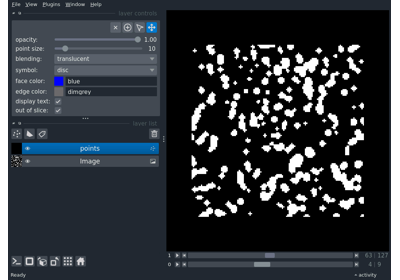 File View Plugins Window Help
layer controls
opacity: 1.00
point size: 10
blending: translucent
symbol: disc
face color: blue
edge color: dimgrey
display text:
out of slice:
layer list
points
Image
1 63 / 127
0 4 / 9
Ready activity